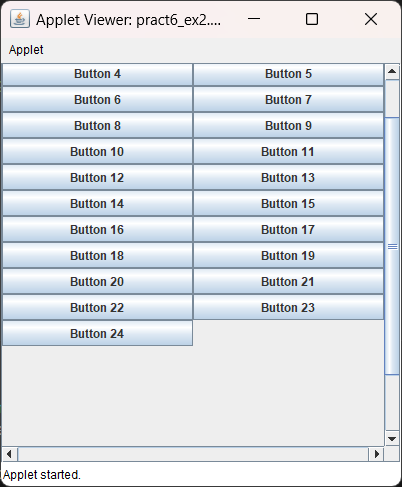 Applet Viewer: pract6_ex2....
Applet
Button 4 Button 5
Button 6 Button 7
Button 8 Button 9
Button 10 Button 11
Button 12 Button 13
Button 14 Button 15
Button 16 Button 17
Button 18 Button 19
Button 20 Button 21
Button 22 Button 23
Button 24
Applet started.